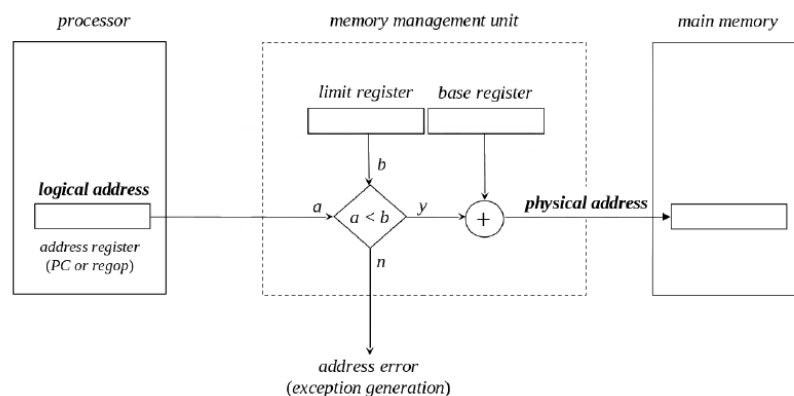 processor
memory management unit
main memory
limit register
base register
b
logical address
a
a < b
y
+
physical address
address register
(PC or regop)
n
address error
(exception generation)